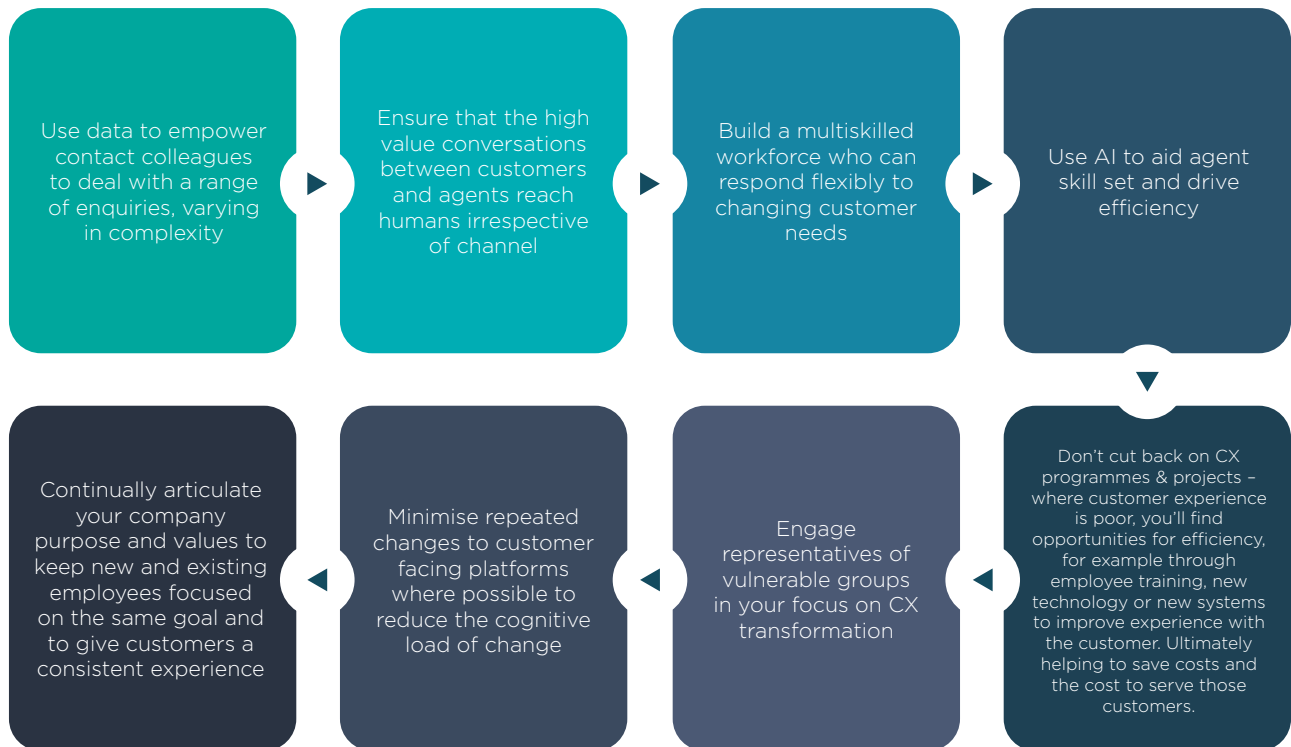 Use data to empower
contact colleagues
to deal with a range
of enquiries, varying
in complexity
Ensure that the high
value conversations
between customers
and agents reach
humans irrespective
of channel
Build a multiskilled
workforce who can
respond flexibly to
changing customer
needs
Use AI to aid agent
skill set and drive
efficiency
Don’t cut back on CX
programmes & projects –
where customer experience
is poor, you’ll find
opportunities for efficiency,
for example through
employee training, new
technology or new systems
to improve experience with
the customer. Ultimately
helping to save costs and
the cost to serve those
customers.
Engage
representatives of
vulnerable groups
in your focus on CX
transformation
Minimise repeated
changes to customer
facing platforms
where possible to
reduce the cognitive
load of change
Continually articulate
your company
purpose and values to
keep new and existing
employees focused
on the same goal and
to give customers a
consistent experience